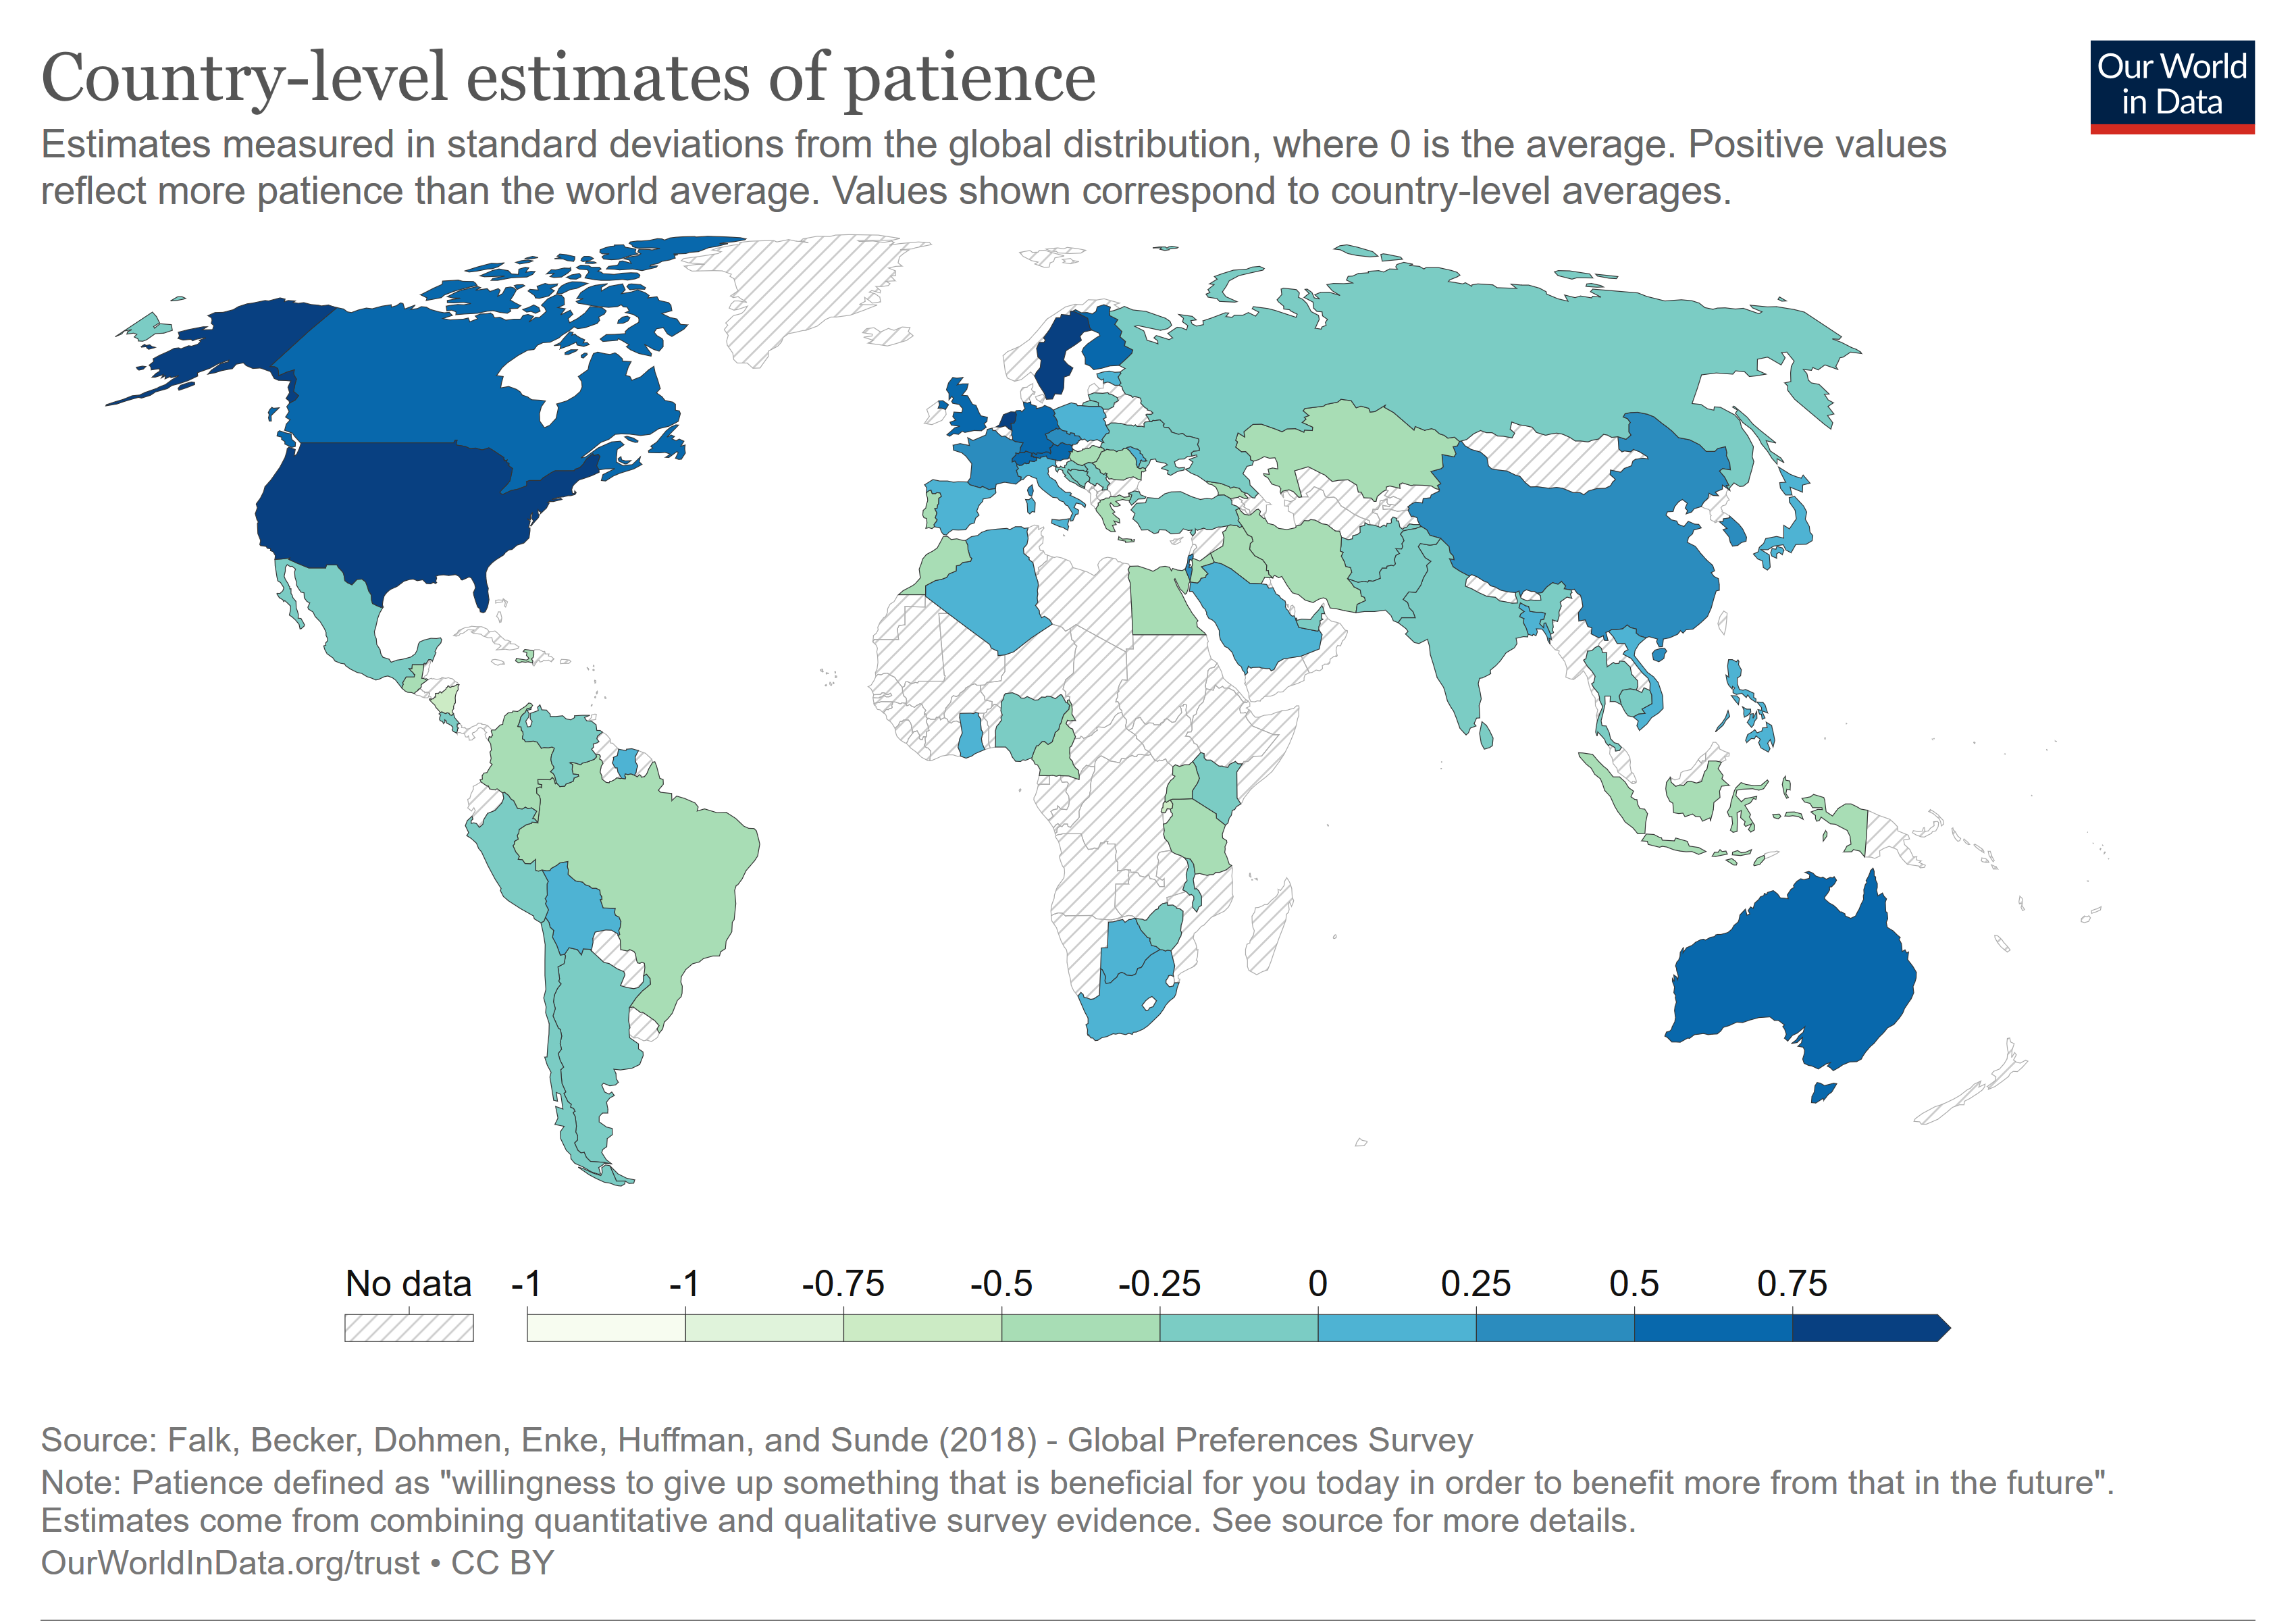 Country-level estimates of patience
Our World
in Data
Estimates measured in standard deviations from the global distribution, where 0 is the average. Positive values
reflect more patience than the world average. Values shown correspond to country-level averages.
No data -1 -1 -0.75 -0.5 -0.25 0 0.25 0.5 0.75
Source: Falk, Becker, Dohmen, Enke, Huffman, and Sunde (2018) - Global Preferences Survey
Note: Patience defined as "willingness to give up something that is beneficial for you today in order to benefit more from that in the future".
Estimates come from combining quantitative and qualitative survey evidence. See source for more details.
OurWorldInData.org/trust • CC BY